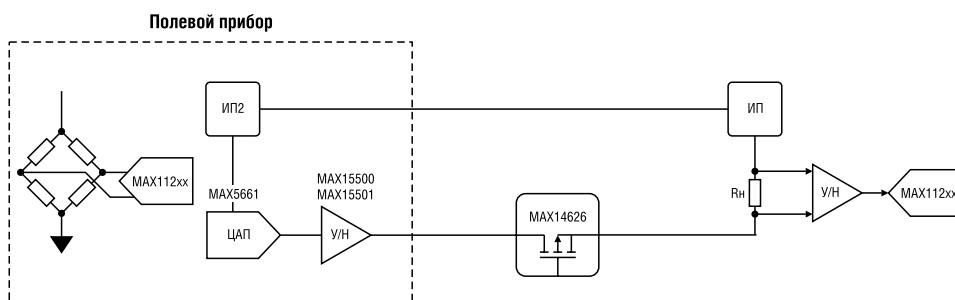 Полевой прибор
ИП2
ИП
MAX112xx
MAX5661
MAX15500
MAX15501
ЦАП
У/Н
MAX14626
Rн
У/Н
MAX112xx